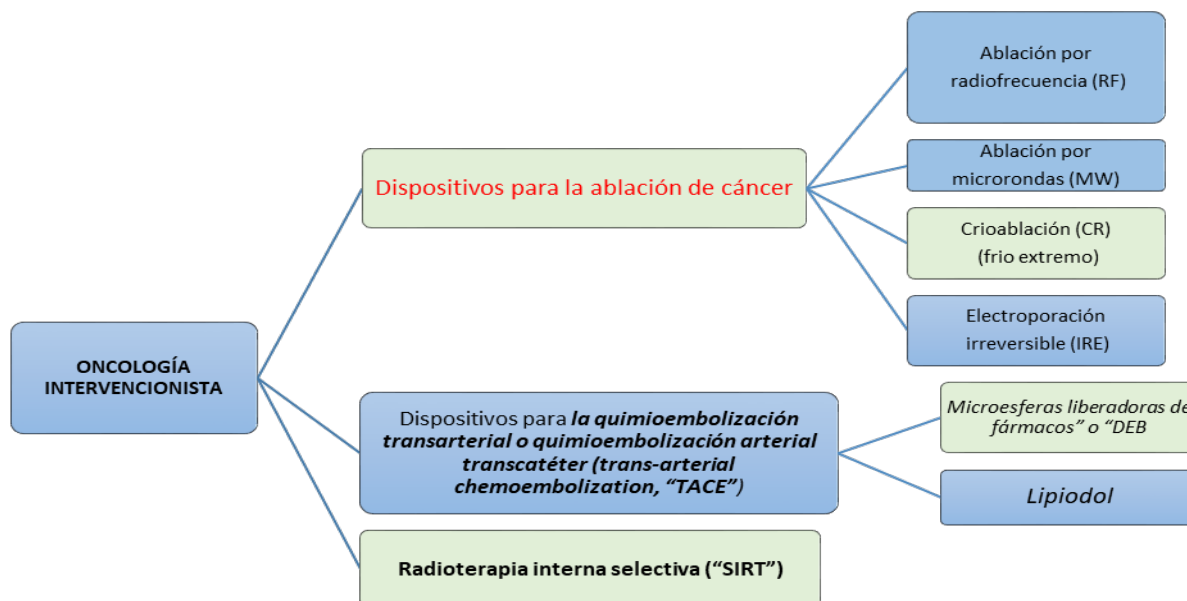 Ablación por
radiofrecuencia (RF)
Dispositivos para la ablación de cáncer
Ablación por
microrondas (MW)
Crioablación (CR)
(frio extremo)
Electroporación
irreversible (IRE)
ONCOLOGÍA
INTERVENCIONISTA
Dispositivos para la quimioembolización
transarterial o quimioembolización arterial
transcatéter (trans-arterial
chemoembolization, “TACE”)
Microesferas liberadoras de
fármacos” o “DEB
Lipiodol
Radioterapia interna selectiva (“SIRT”)